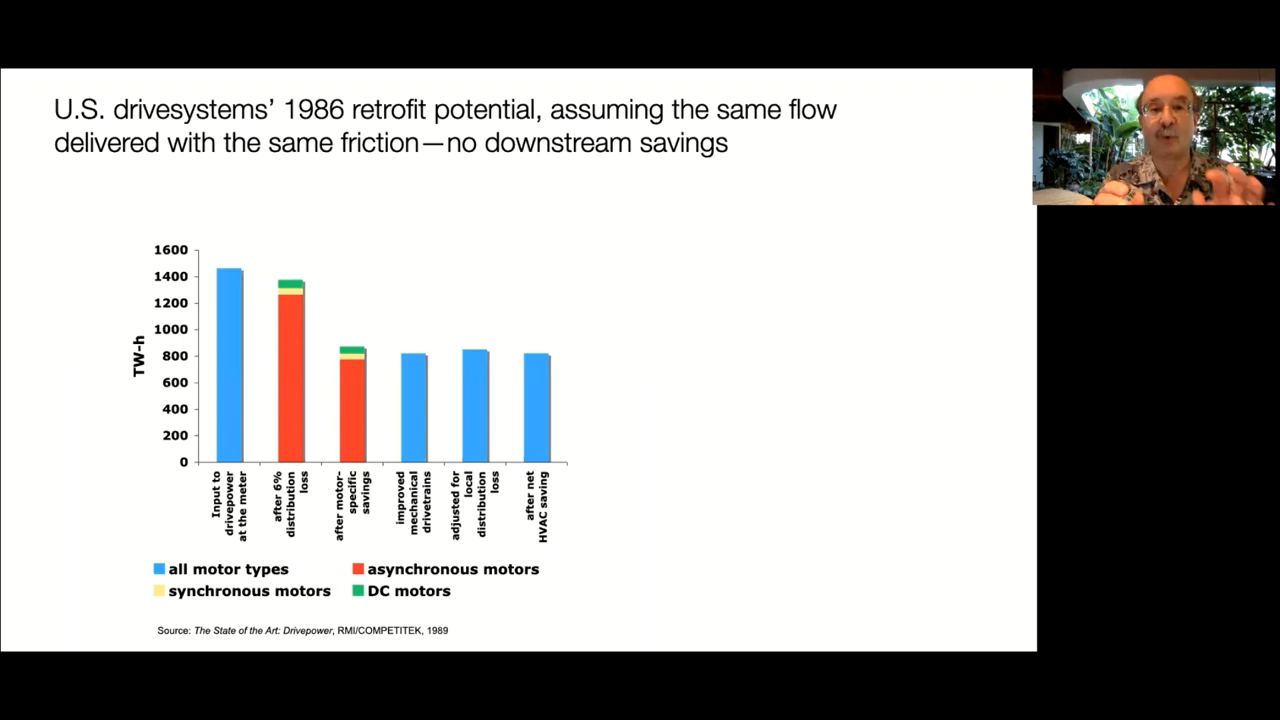 U.S. drivesystems’ 1986 retrofit potential, assuming the same flow
delivered with the same friction—no downstream savings
1600
1400
1200
1000
800
600
400
200
0
TW-h
Input to
drivepower
at the meter
after 6%
distribution
loss
after motor-
specific
savings
improved
mechanical
drivetrains
adjusted for
local
distribution
loss
after net
HVAC saving
all motor types
asynchronous motors
synchronous motors
DC motors
Source: The State of the Art: Drivepower, RMI/COMPETITEK, 1989